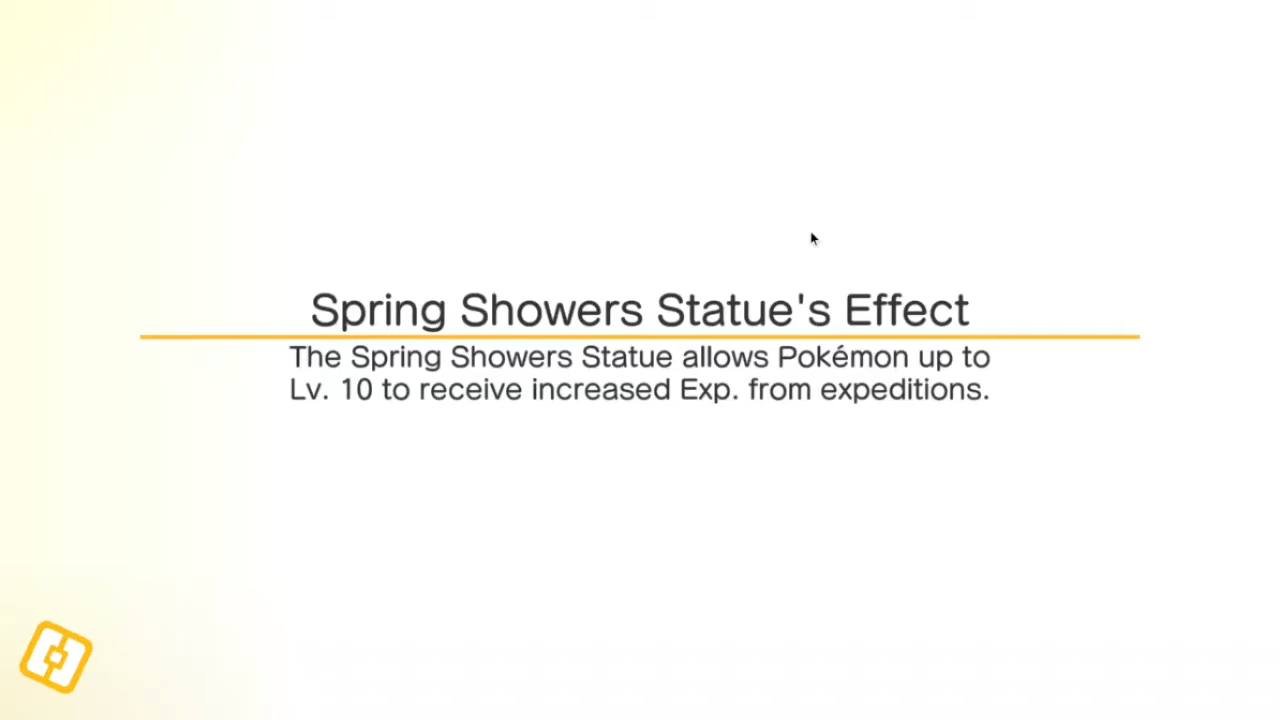 Spring Showers Statue's Effect
The Spring Showers Statue allows Pokémon up to
Lv. 10 to receive increased Exp. from expeditions.